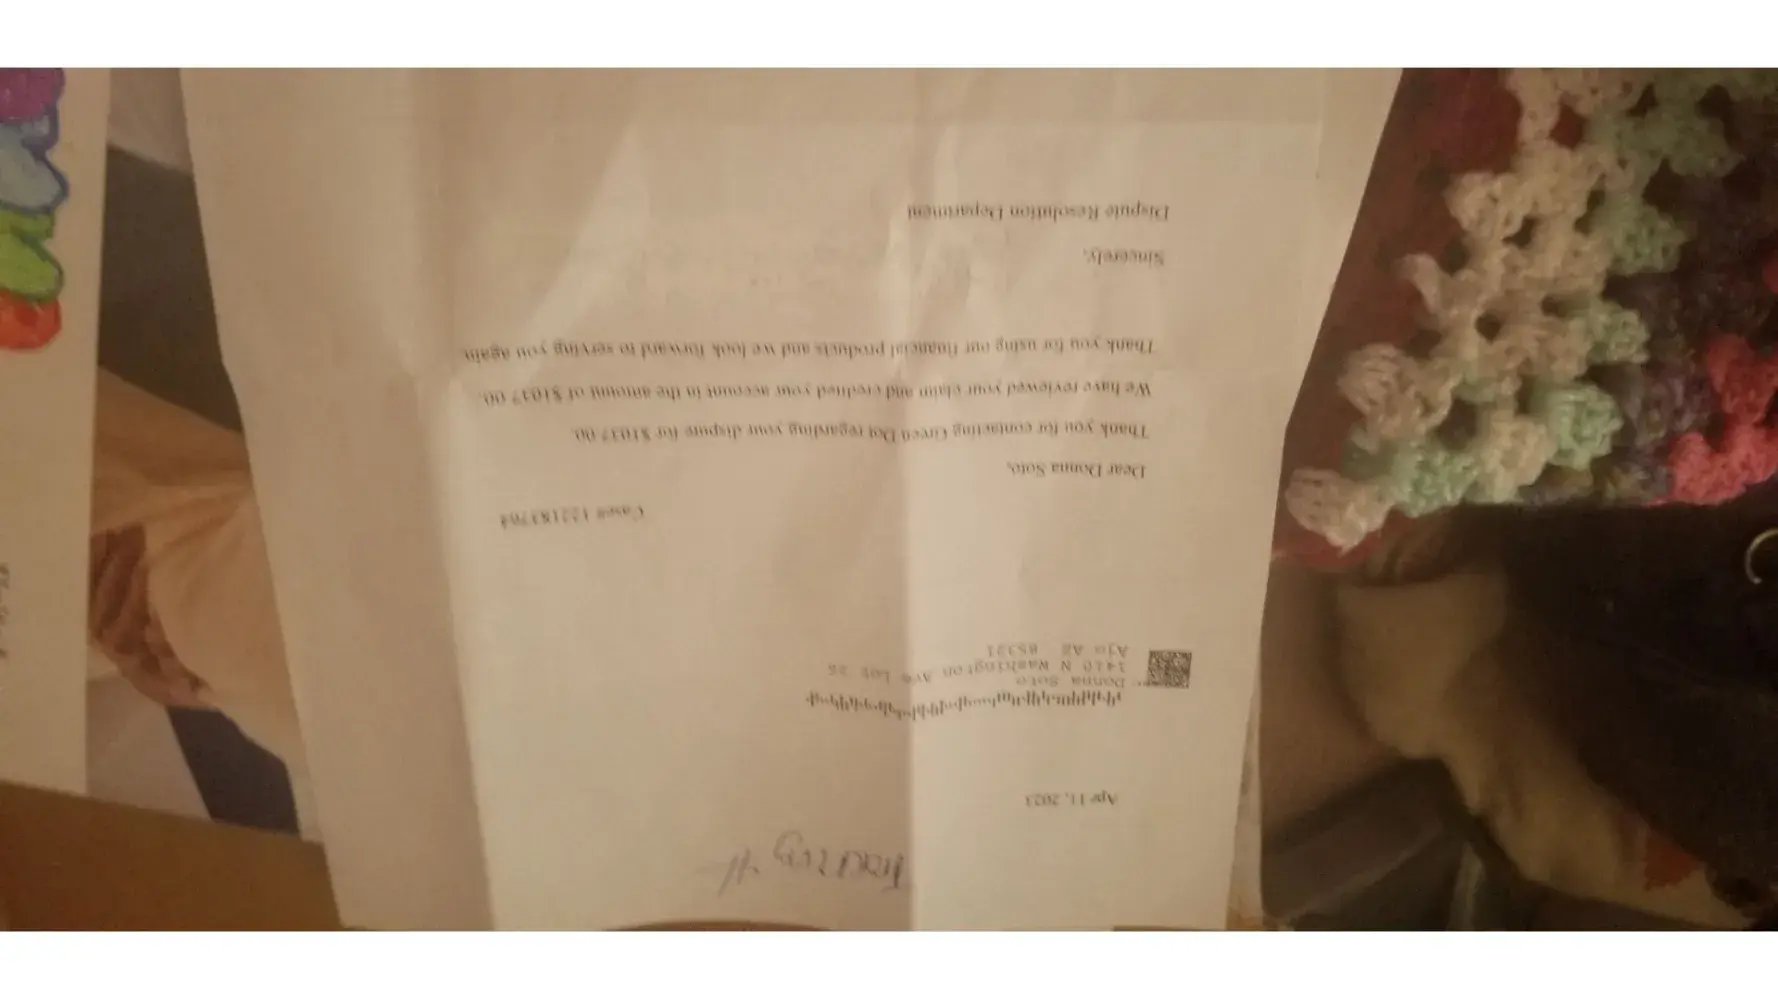 Apr 11, 2023
Donna Soto
1410 N Washington Ave Lot 26
Ajo AZ 85321
Case# 122183764
Dear Donna Soto,
Thank you for contacting Green Dot regarding your dispute for $1037.00.
We have reviewed your claim and credited your account in the amount of $1037.00.
Thank you for using our financial products and we look forward to serving you again.
Sincerely,
Dispute Resolution Department